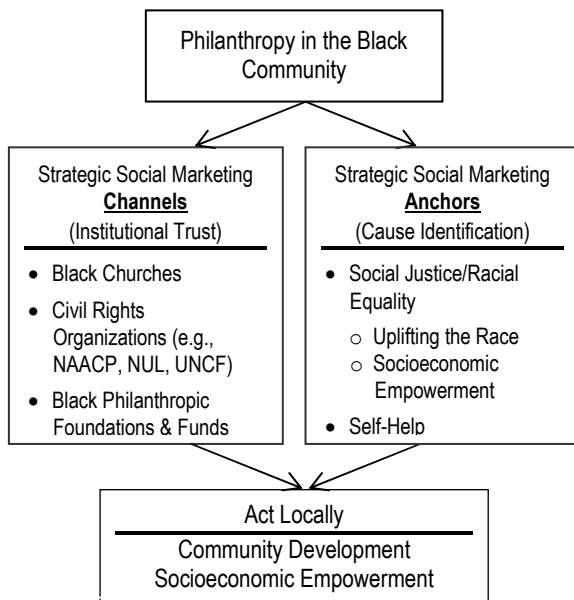 Philanthropy in the Black
Community
Strategic Social Marketing
Channels
(Institutional Trust)
• Black Churches
• Civil Rights
Organizations (e.g.,
NAACP, NUL, UNCF)
• Black Philanthropic
Foundations & Funds
Strategic Social Marketing
Anchors
(Cause Identification)
• Social Justice/Racial
Equality
○ Uplifting the Race
○ Socioeconomic
Empowerment
• Self-Help
Act Locally
Community Development
Socioeconomic Empowerment